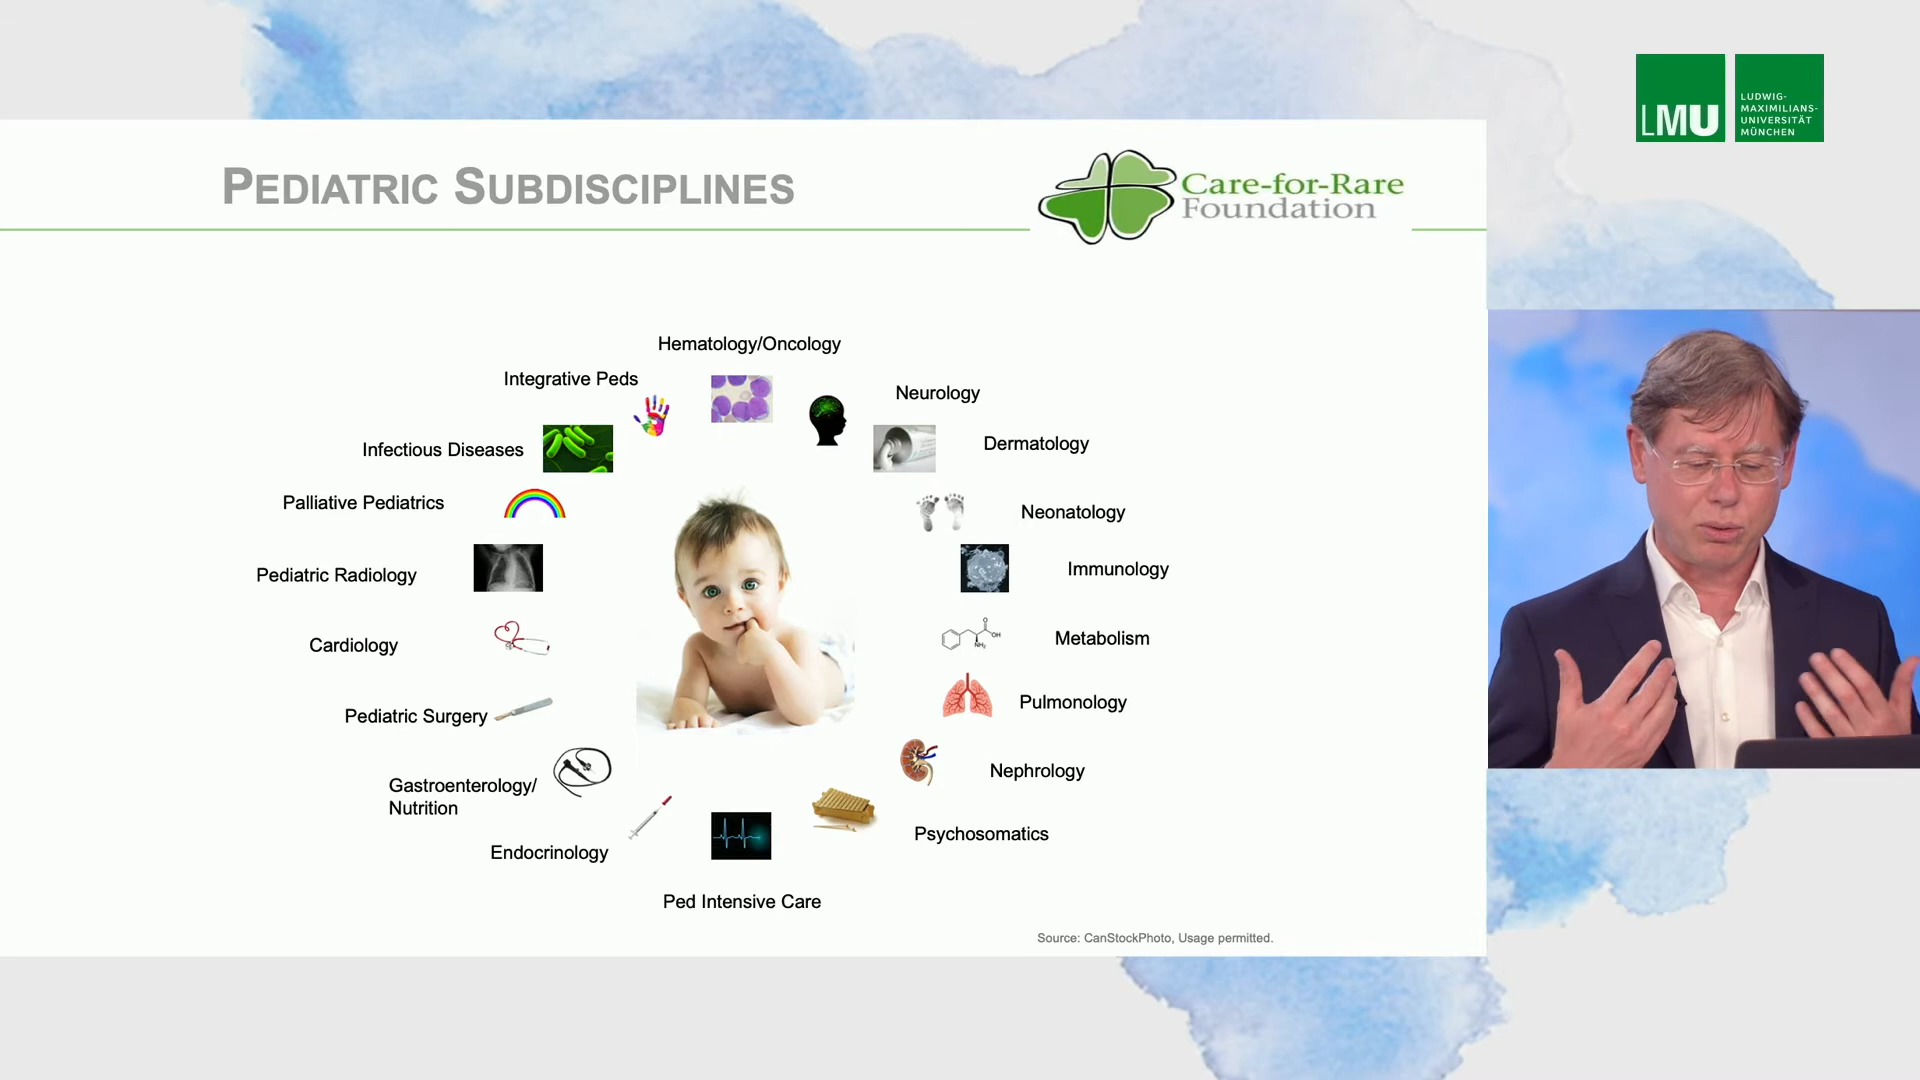 LMU
LUDWIG-
MAXIMILIANS-
UNIVERSITÄT
MÜNCHEN
PEDIATRIC SUBDISCIPLINES
Care-for-Rare
Foundation
Hematology/Oncology
Integrative Peds
Neurology
Dermatology
Infectious Diseases
Palliative Pediatrics
Neonatology
Pediatric Radiology
Immunology
Cardiology
OH
NH₂
O
Metabolism
Pediatric Surgery
Pulmonology
Gastroenterology/
Nutrition
Nephrology
Endocrinology
Psychosomatics
Ped Intensive Care
Source: CanStockPhoto, Usage permitted.